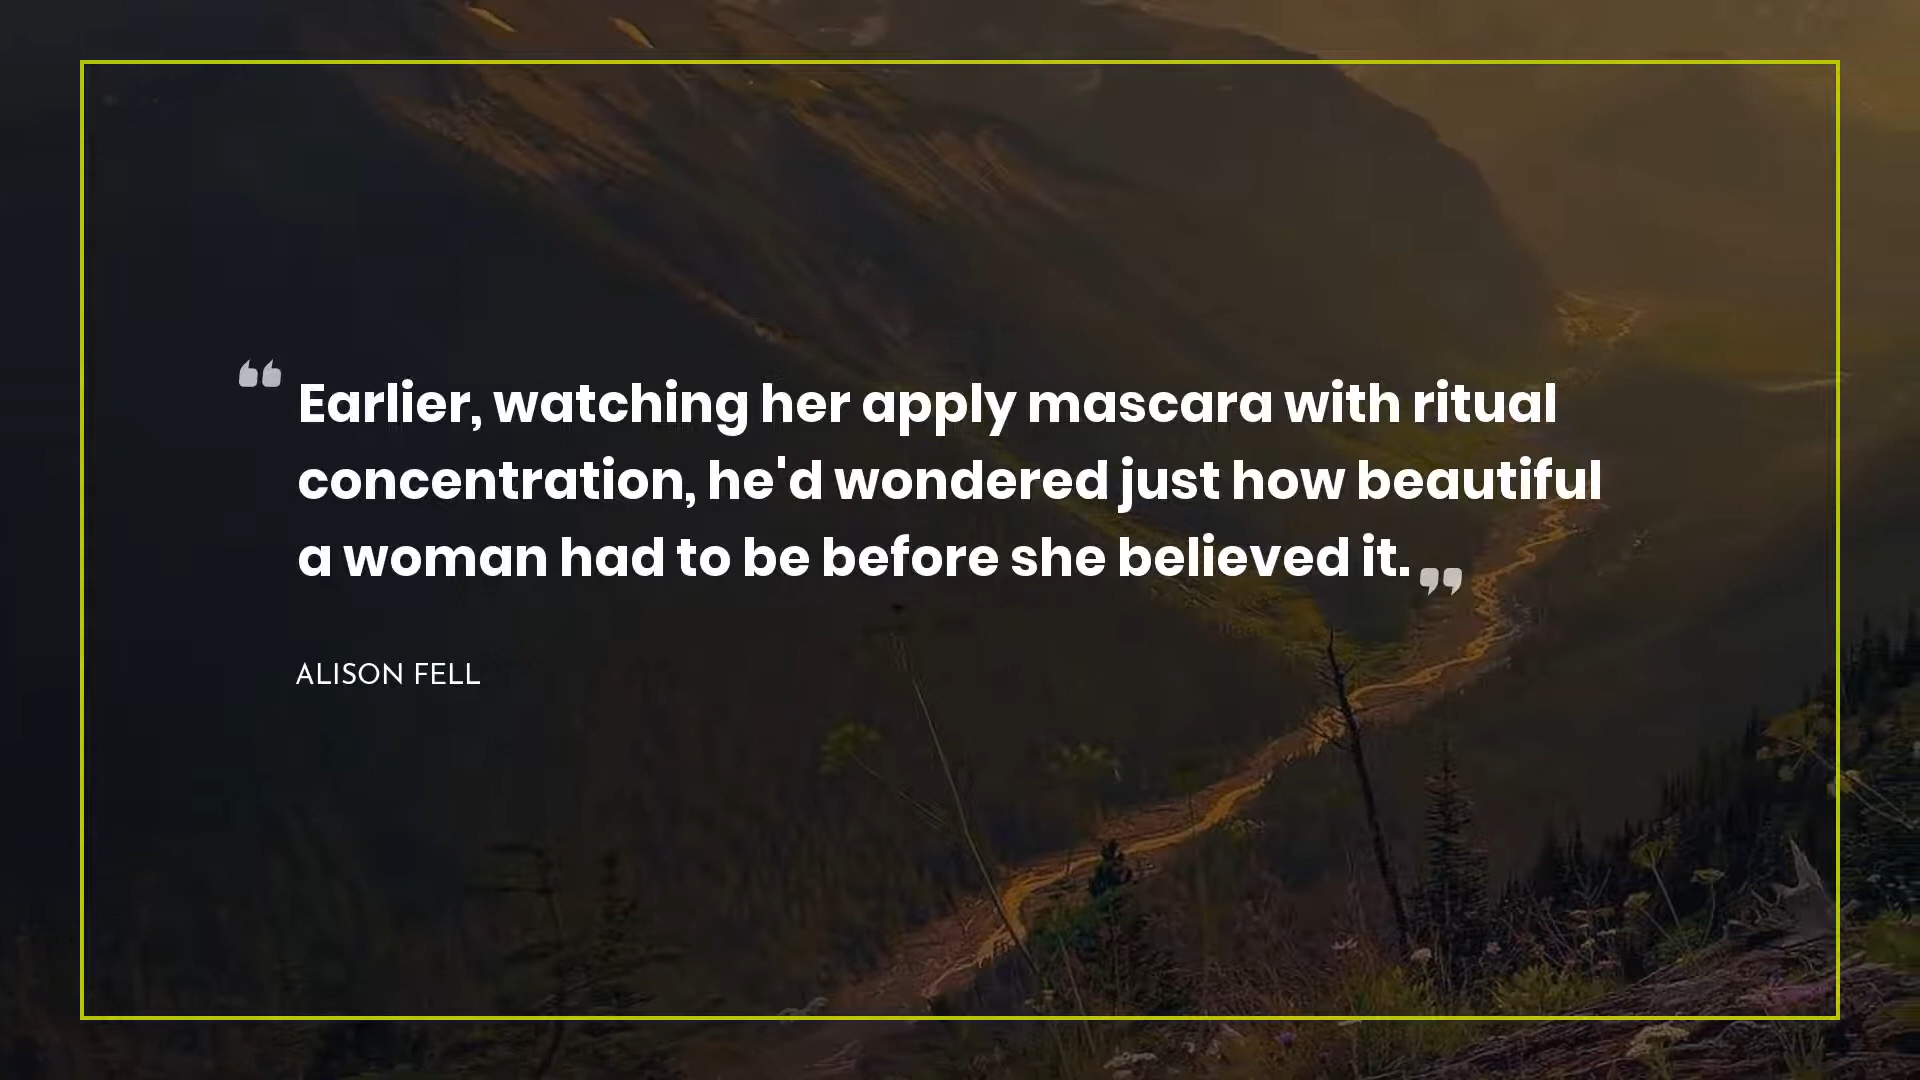 “Earlier, watching her apply mascara with ritual
concentration, he'd wondered just how beautiful
a woman had to be before she believed it.”
ALISON FELL